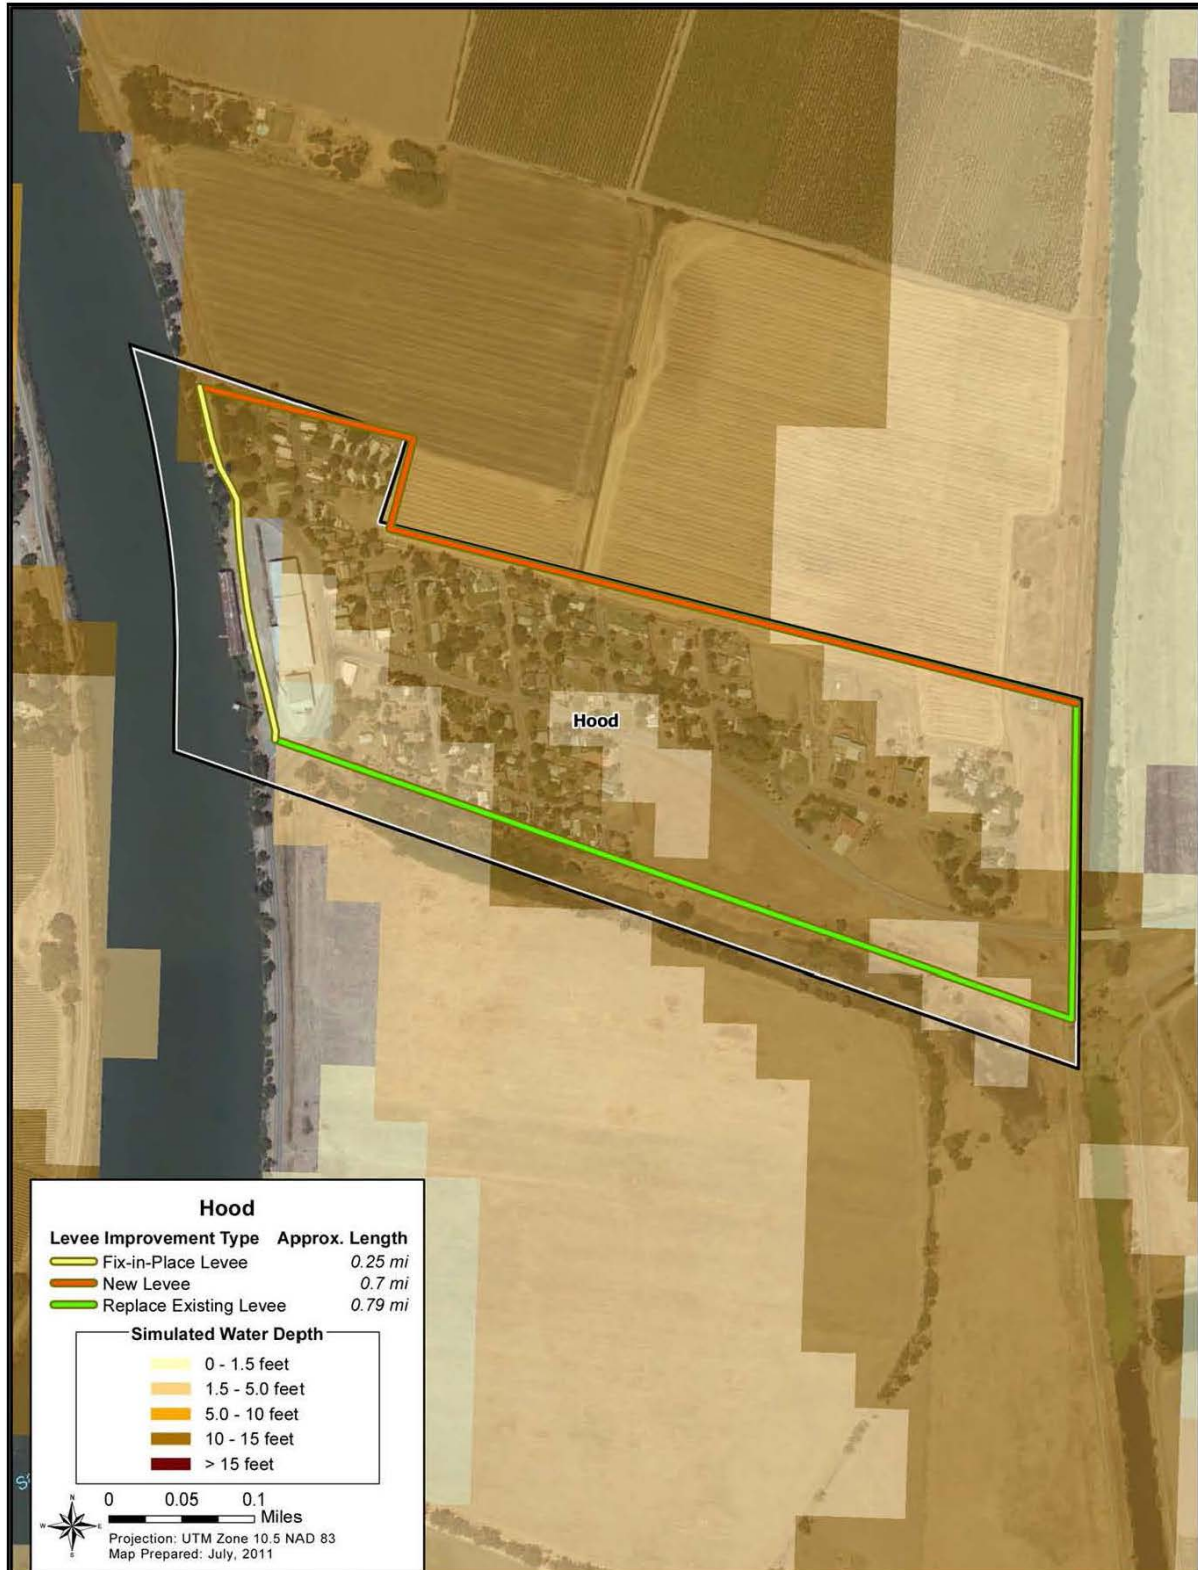 Hood
Hood
Levee Improvement Type Approx. Length
Fix-in-Place Levee 0.25 mi
New Levee 0.7 mi
Replace Existing Levee 0.79 mi
Simulated Water Depth
0 - 1.5 feet
1.5 - 5.0 feet
5.0 - 10 feet
10 - 15 feet
> 15 feet
N
W E
S
0 0.05 0.1
Miles
Projection: UTM Zone 10.5 NAD 83
Map Prepared: July, 2011